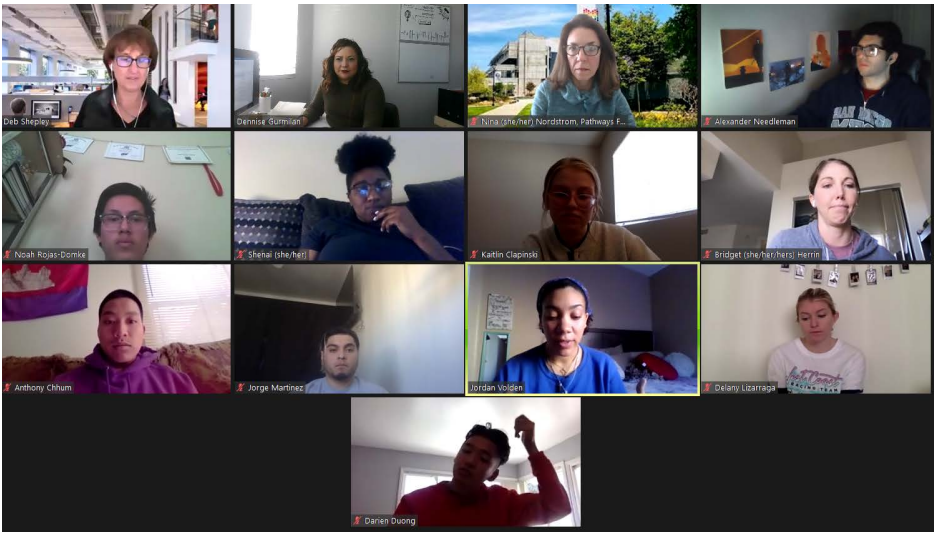 Deb Shepley
Dennise Gurmilan
Nina (she/her) Nordstrom, Pathways F...
Alexander Needleman
Noah Rojas-Domke
Shenai (she/her)
Kaitlin Clapinski
Bridget (she/her/hers) Herrin
Anthony Chhum
Jorge Martinez
Jordan Volden
Delany Lizarraga
Darien Duong